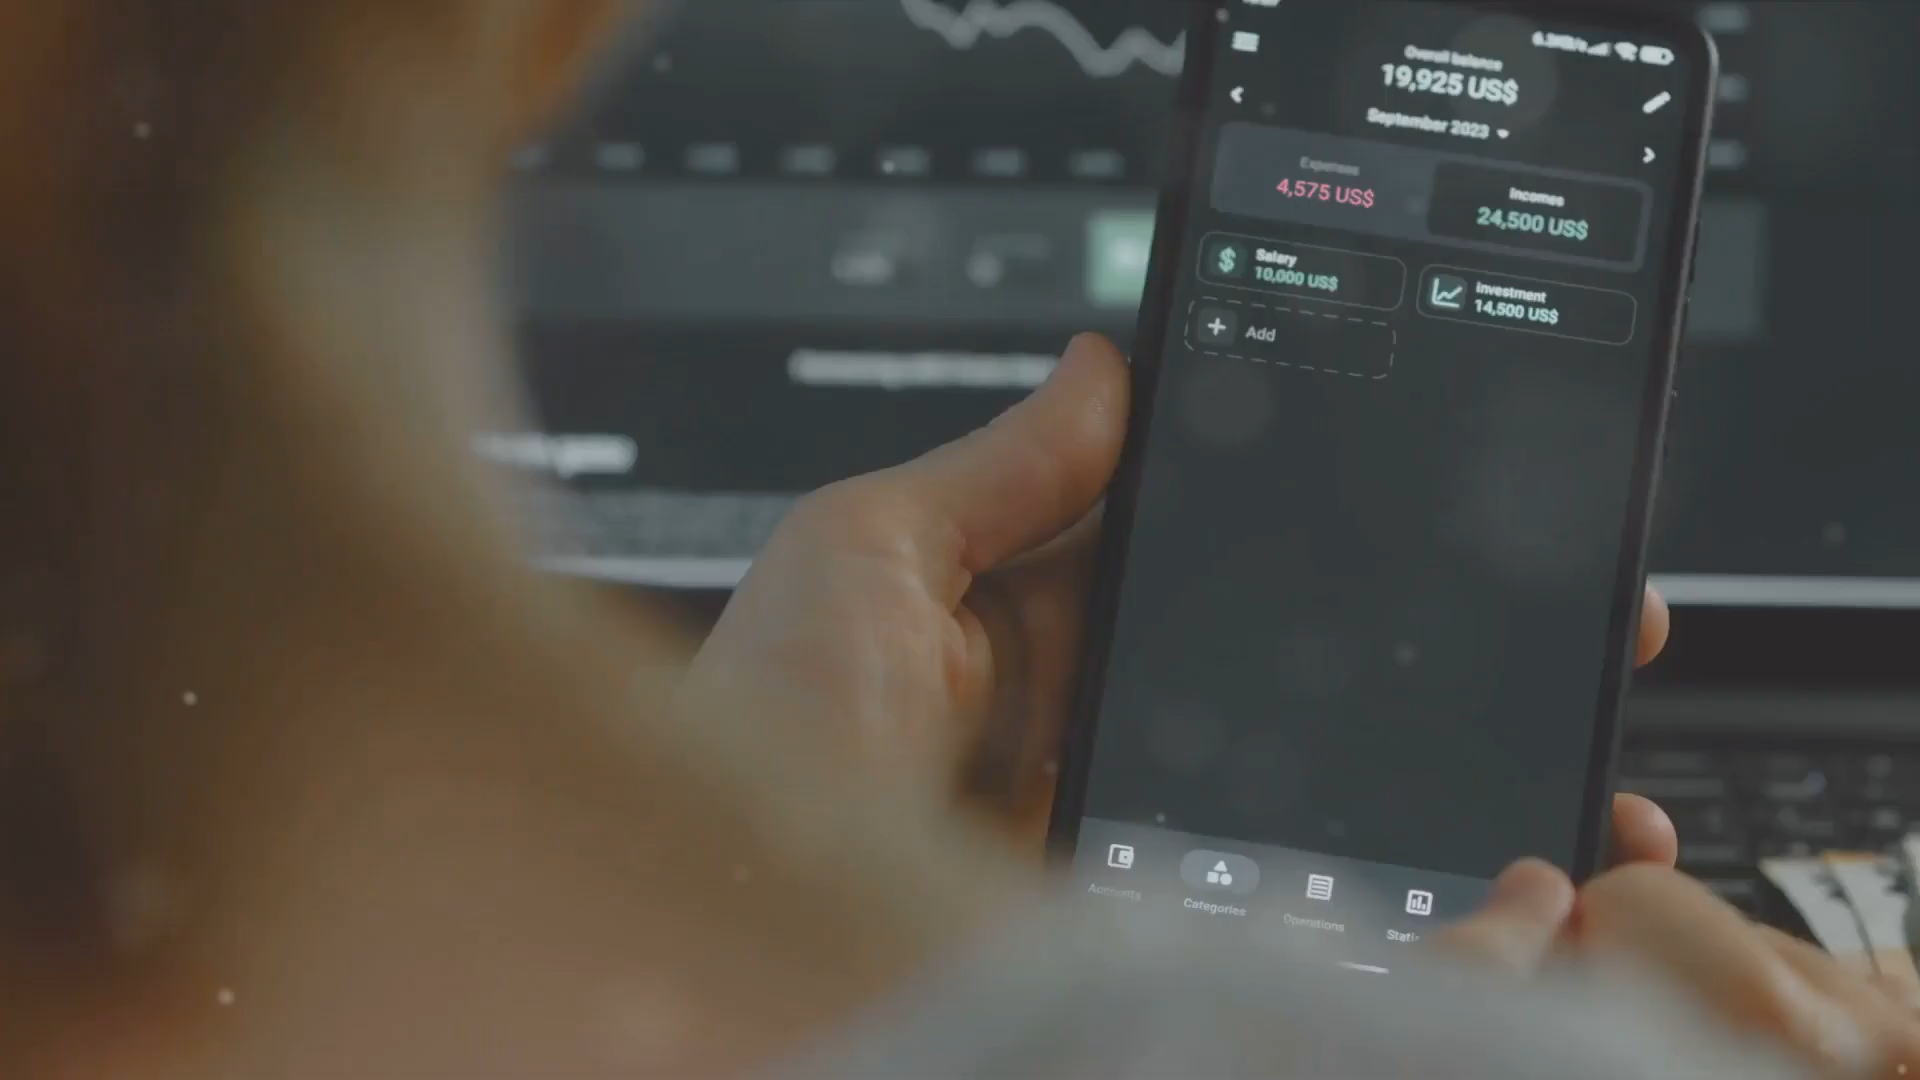 Overall balance
19,925 US$
September 2023
Expenses
4,575 US$
Incomes
24,500 US$
Salary
10,000 US$
Investment
14,500 US$
Add
Accounts
Categories
Operations